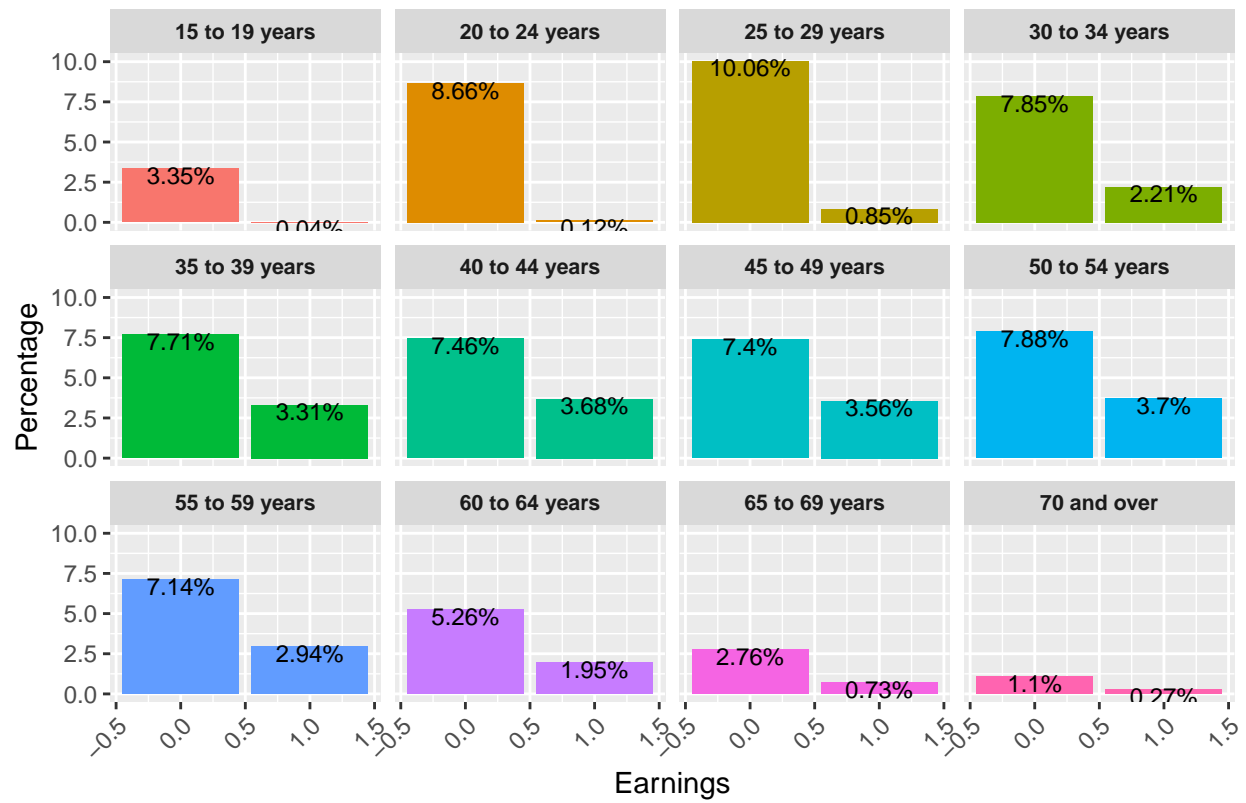 15 to 19 years 20 to 24 years 25 to 29 years 30 to 34 years
10.0
7.5
5.0
2.5
0.0
3.35% 0.04% 8.66% 0.12% 10.06% 0.85% 7.85% 2.21%
35 to 39 years 40 to 44 years 45 to 49 years 50 to 54 years
10.0
7.5
5.0
2.5
0.0
7.71% 3.31% 7.46% 3.68% 7.4% 3.56% 7.88% 3.7%
Percentage
55 to 59 years 60 to 64 years 65 to 69 years 70 and over
10.0
7.5
5.0
2.5
0.0
7.14% 2.94% 5.26% 1.95% 2.76% 0.73% 1.1% 0.27%
−0.5 0.0 0.5 1.0 1.5 −0.5 0.0 0.5 1.0 1.5 −0.5 0.0 0.5 1.0 1.5 −0.5 0.0 0.5 1.0 1.5
Earnings